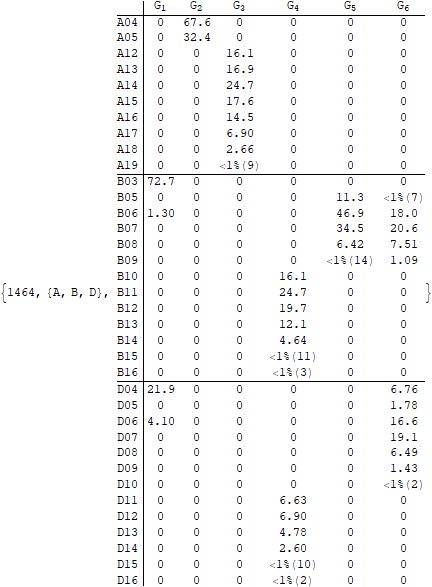 G1 G2 G3 G4 G5 G6
A04 0 67.6 0 0 0 0
A05 0 32.4 0 0 0 0
A12 0 0 16.1 0 0 0
A13 0 0 16.9 0 0 0
A14 0 0 24.7 0 0 0
A15 0 0 17.6 0 0 0
A16 0 0 14.5 0 0 0
A17 0 0 6.90 0 0 0
A18 0 0 2.66 0 0 0
A19 0 0 <1%(9) 0 0 0
B03 72.7 0 0 0 0 0
B05 0 0 0 0 11.3 <1%(7)
B06 1.30 0 0 0 46.9 18.0
B07 0 0 0 0 34.5 20.6
B08 0 0 0 0 6.42 7.51
B09 0 0 0 0 <1%(14) 1.09
B10 0 0 0 16.1 0 0
{1464, {A, B, D}, B11 0 0 0 24.7 0 0 }
B12 0 0 0 19.7 0 0
B13 0 0 0 12.1 0 0
B14 0 0 0 4.64 0 0
B15 0 0 0 <1%(11) 0 0
B16 0 0 0 <1%(3) 0 0
D04 21.9 0 0 0 0 6.76
D05 0 0 0 0 0 1.78
D06 4.10 0 0 0 0 16.6
D07 0 0 0 0 0 19.1
D08 0 0 0 0 0 6.49
D09 0 0 0 0 0 1.43
D10 0 0 0 0 0 <1%(2)
D11 0 0 0 6.63 0 0
D12 0 0 0 6.90 0 0
D13 0 0 0 4.78 0 0
D14 0 0 0 2.60 0 0
D15 0 0 0 <1%(10) 0 0
D16 0 0 0 <1%(2) 0 0